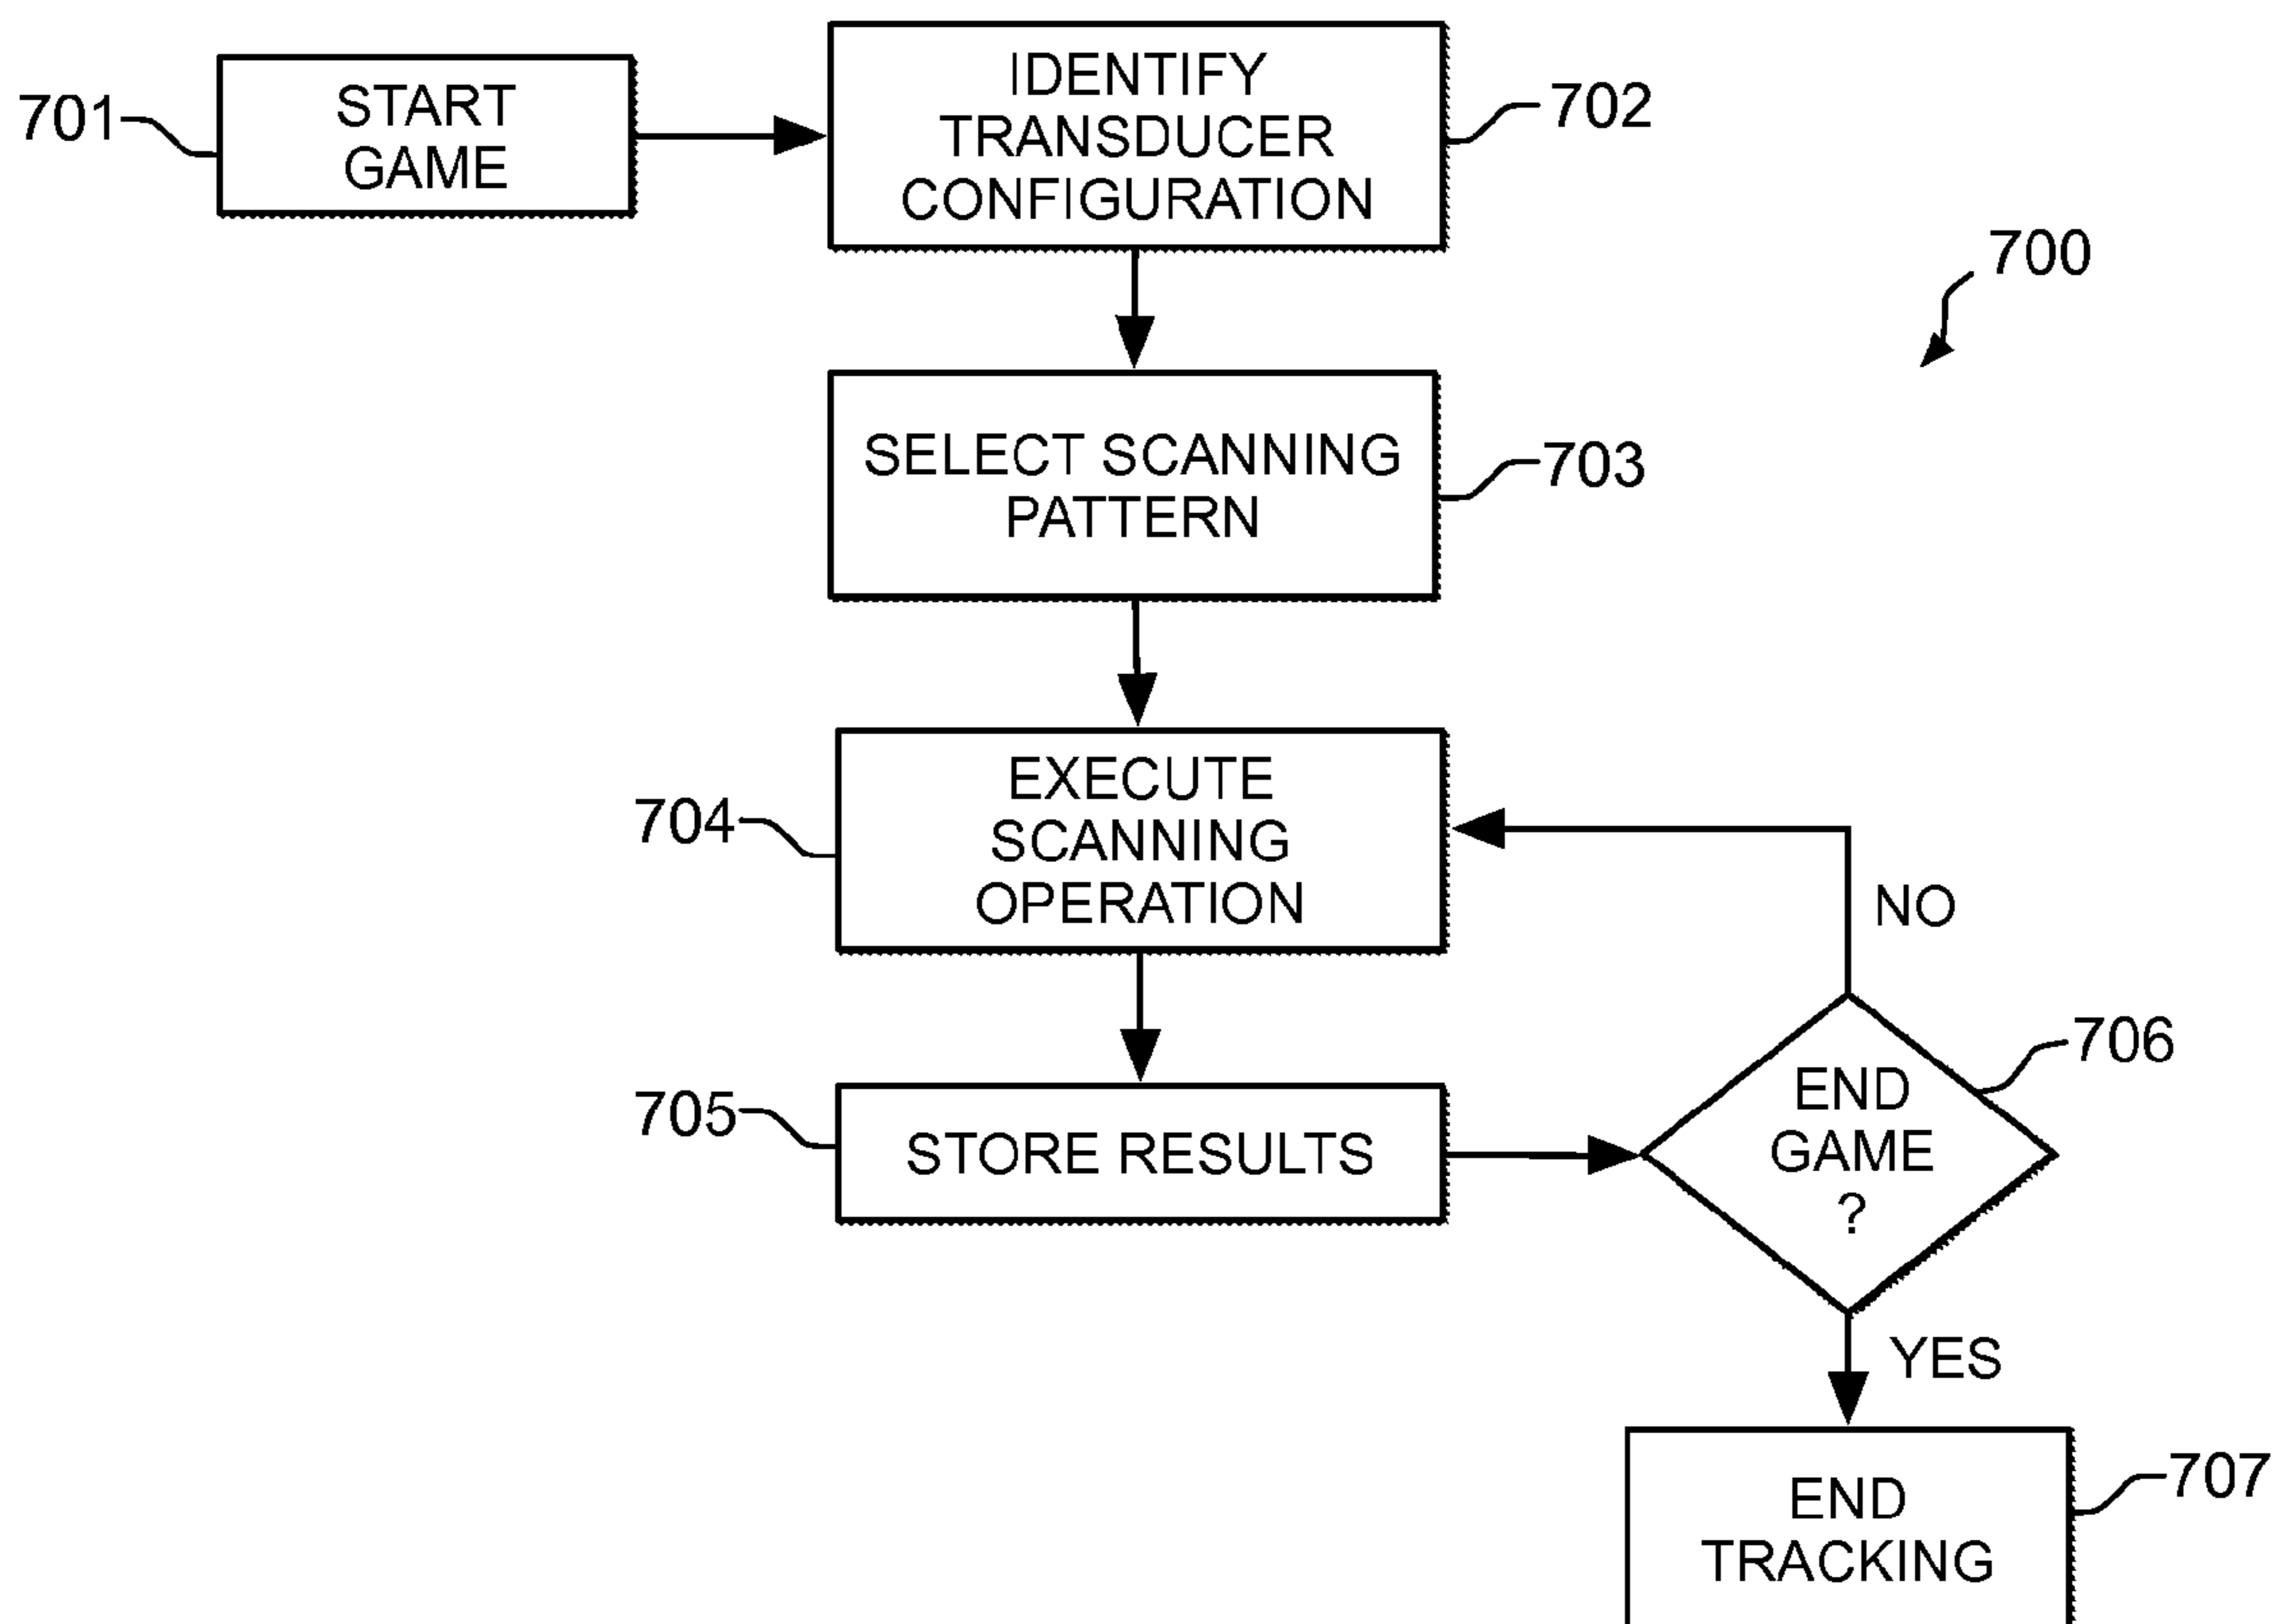 701
START
GAME
IDENTIFY
TRANSDUCER
CONFIGURATION
702
700
SELECT SCANNING
PATTERN
703
704
EXECUTE
SCANNING
OPERATION
NO
705
STORE RESULTS
706
END
GAME
?
YES
END
TRACKING
707